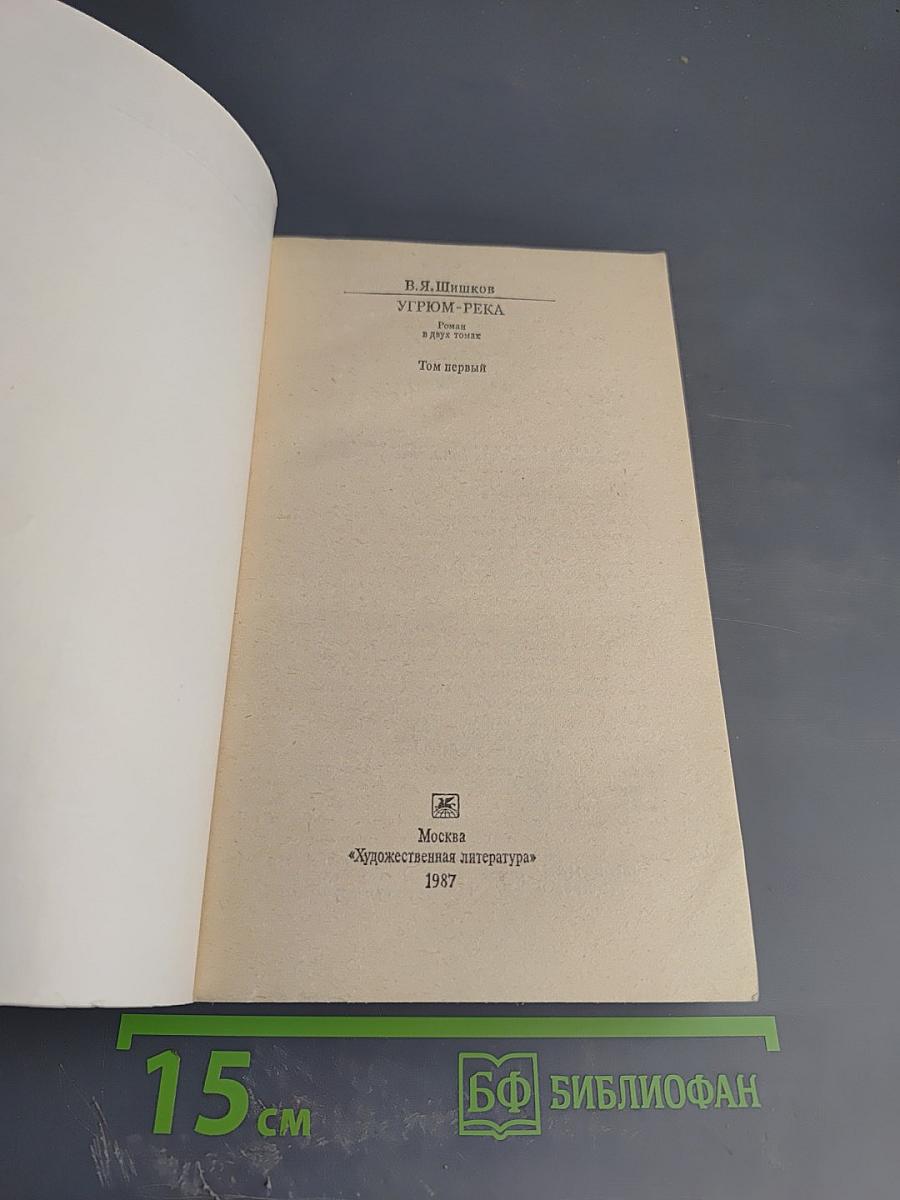 В.Я.Шишков
УГРЮМ-РЕКА
Роман
в двух томах
Том первый
Москва
«Художественная литература»
1987
15 см
БФ БИБЛИОФАН